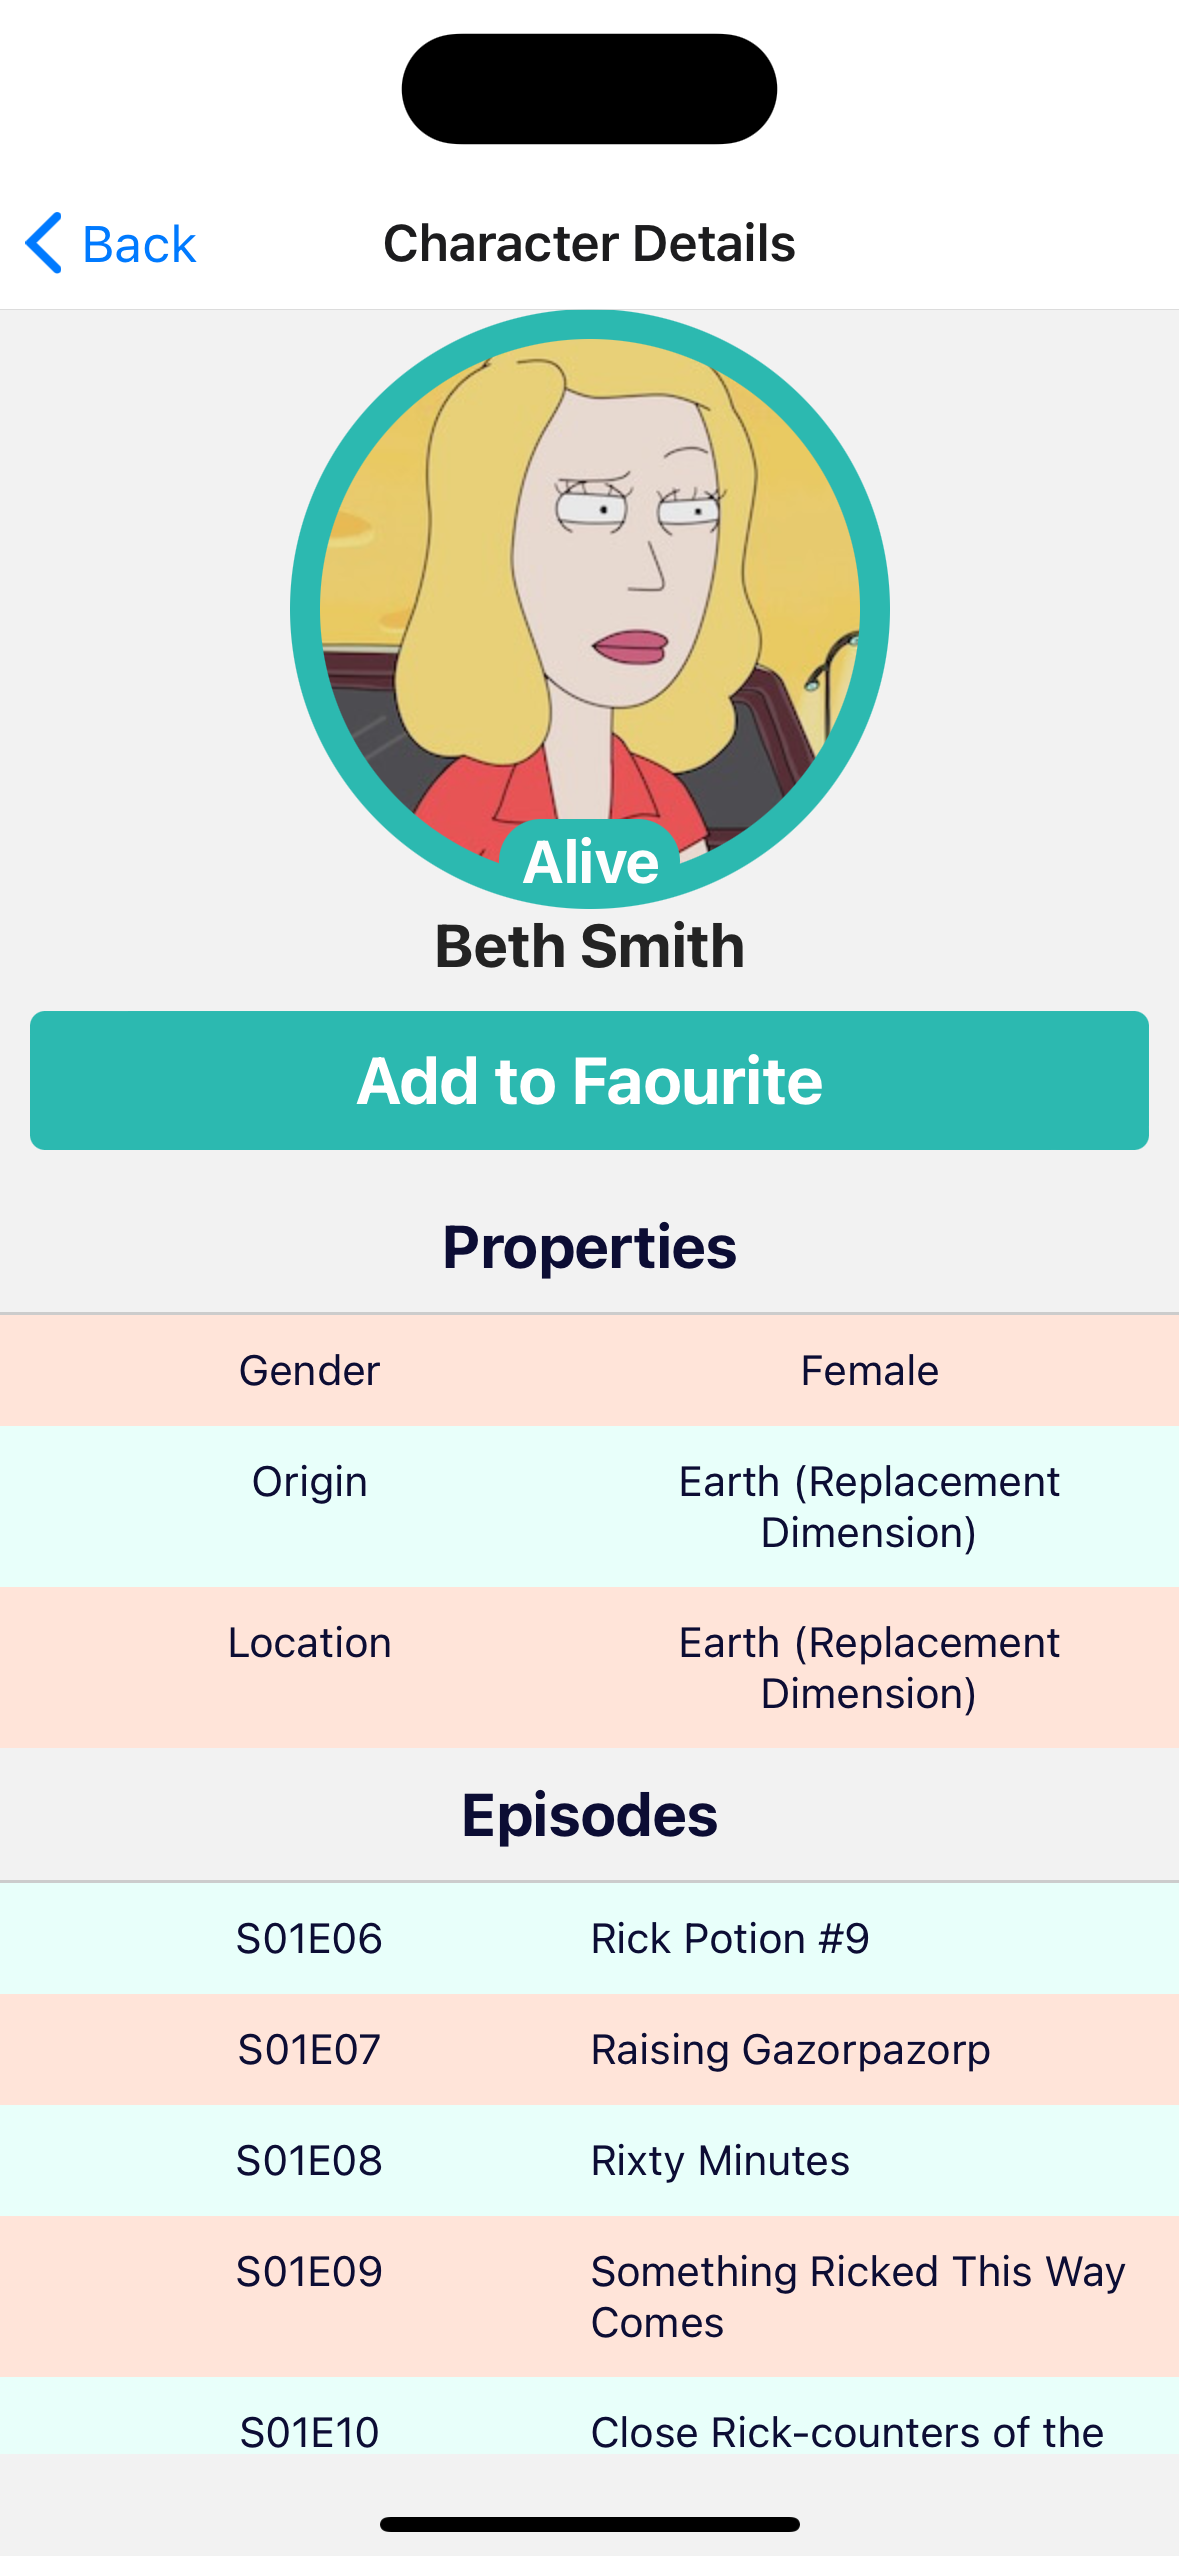 Back
Character Details
Alive
Beth Smith
Add to Faourite
Properties
Gender
Female
Origin
Earth (Replacement
Dimension)
Location
Earth (Replacement
Dimension)
Episodes
S01E06
Rick Potion #9
S01E07
Raising Gazorpazorp
S01E08
Rixty Minutes
S01E09
Something Ricked This Way
Comes
S01E10
Close Rick-counters of the